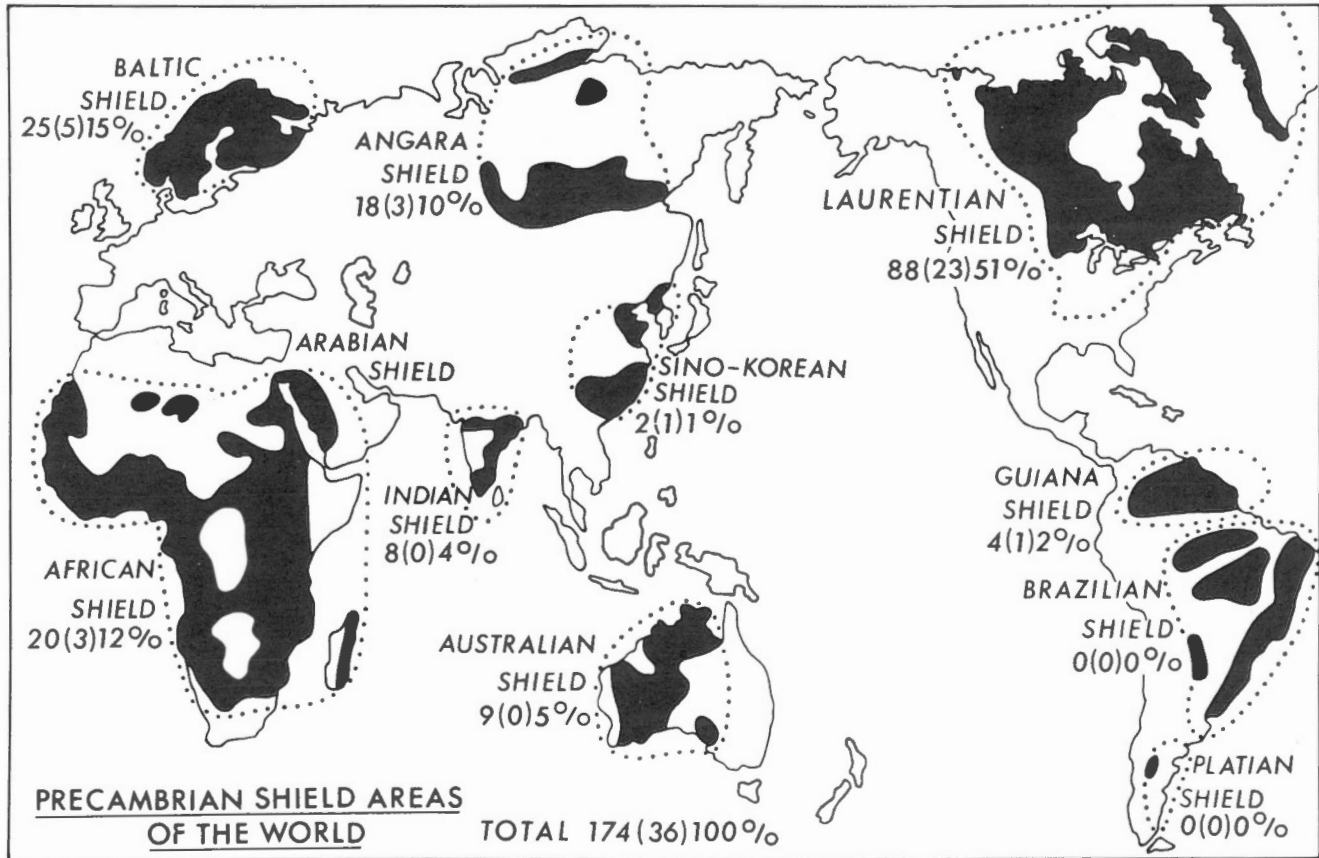 BALTIC
SHIELD
25(5)15%
ANGARA
SHIELD
18(3)10%
LAURENTIAN
SHIELD
88(23)51%
ARABIAN
SHIELD
SINO-KOREAN
SHIELD
2(1)1%
INDIAN
SHIELD
8(0)4%
GUIANA
SHIELD
4(1)2%
AFRICAN
SHIELD
20(3)12%
BRAZILIAN
SHIELD
0(0)0%
AUSTRALIAN
SHIELD
9(0)5%
PLATIAN
SHIELD
0(0)0%
PRECAMBRIAN SHIELD AREAS
OF THE WORLD
TOTAL 174(36)100%